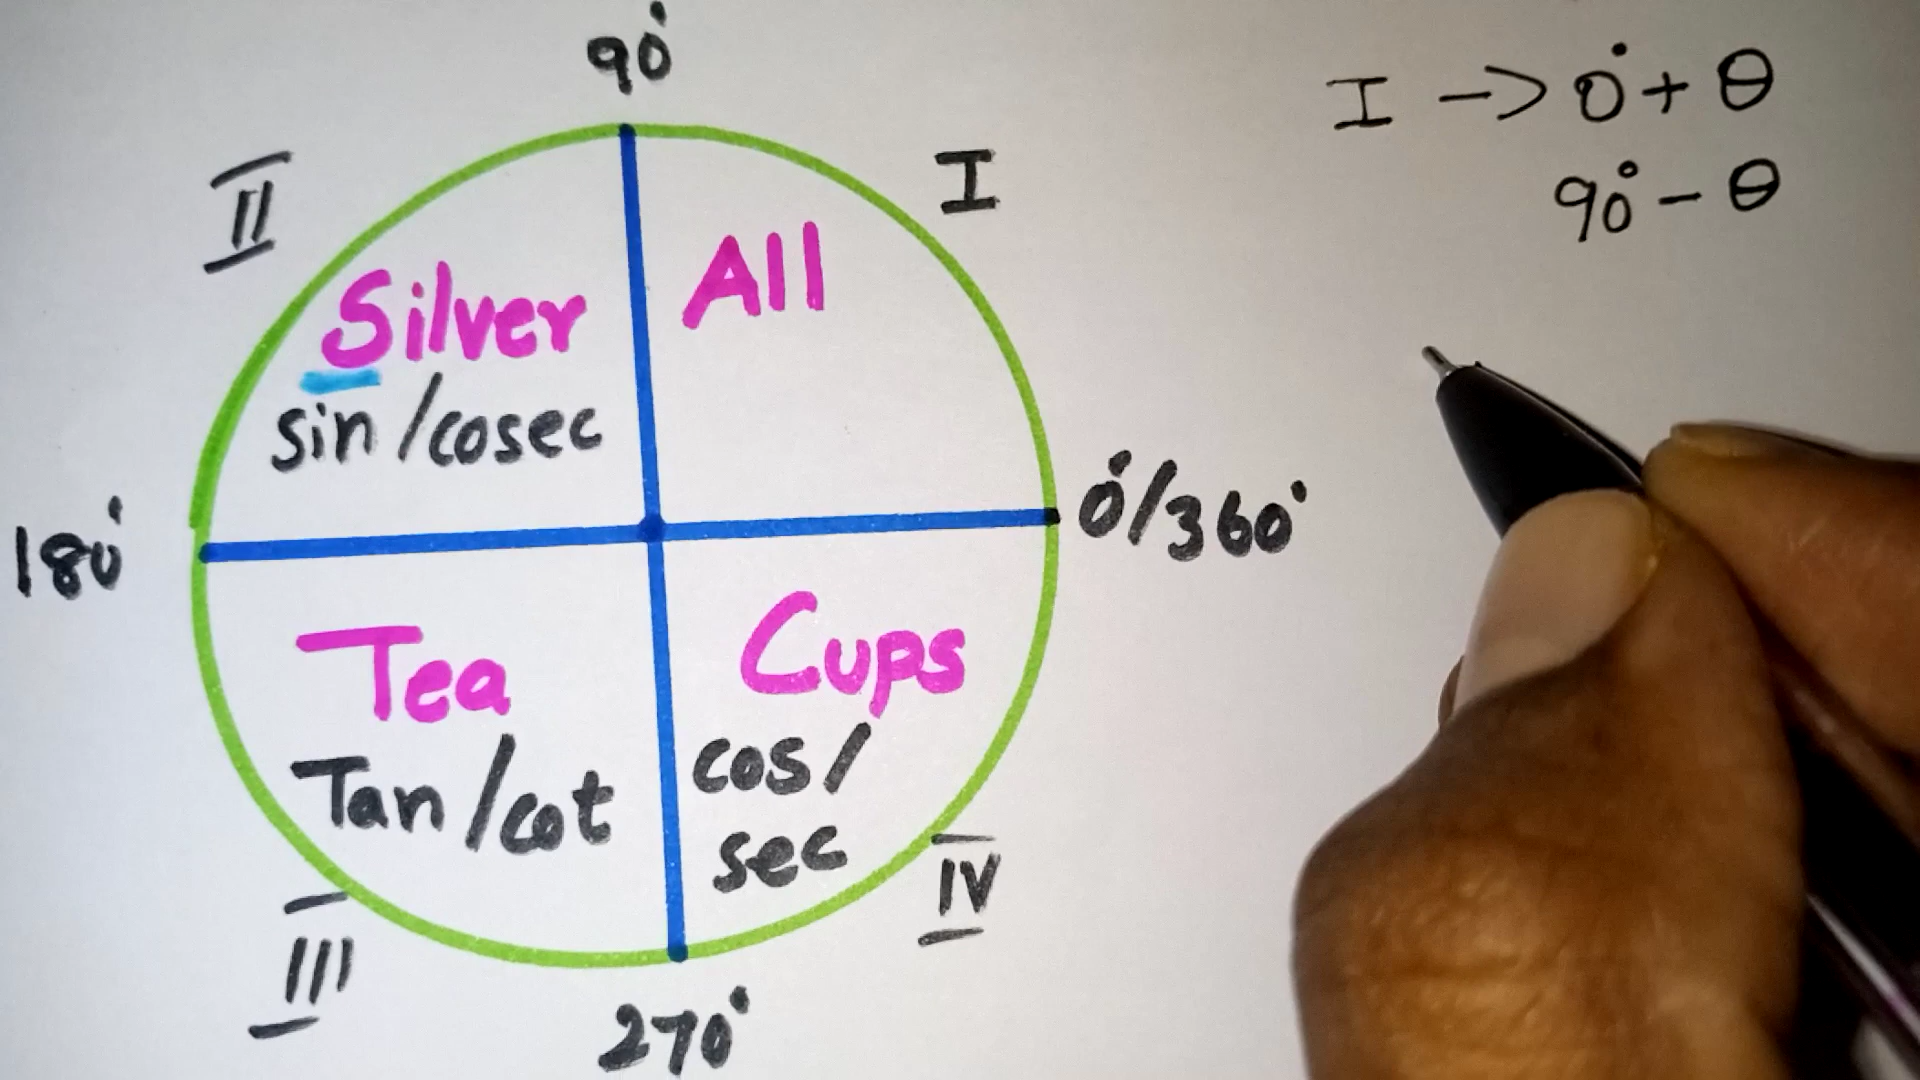 90°
I
II
All
Silver
sin/cosec
0°/360°
180°
Tea
Tan/cot
Cups
cos/
sec
III
IV
270°
I -> 0° + θ
90° - θ